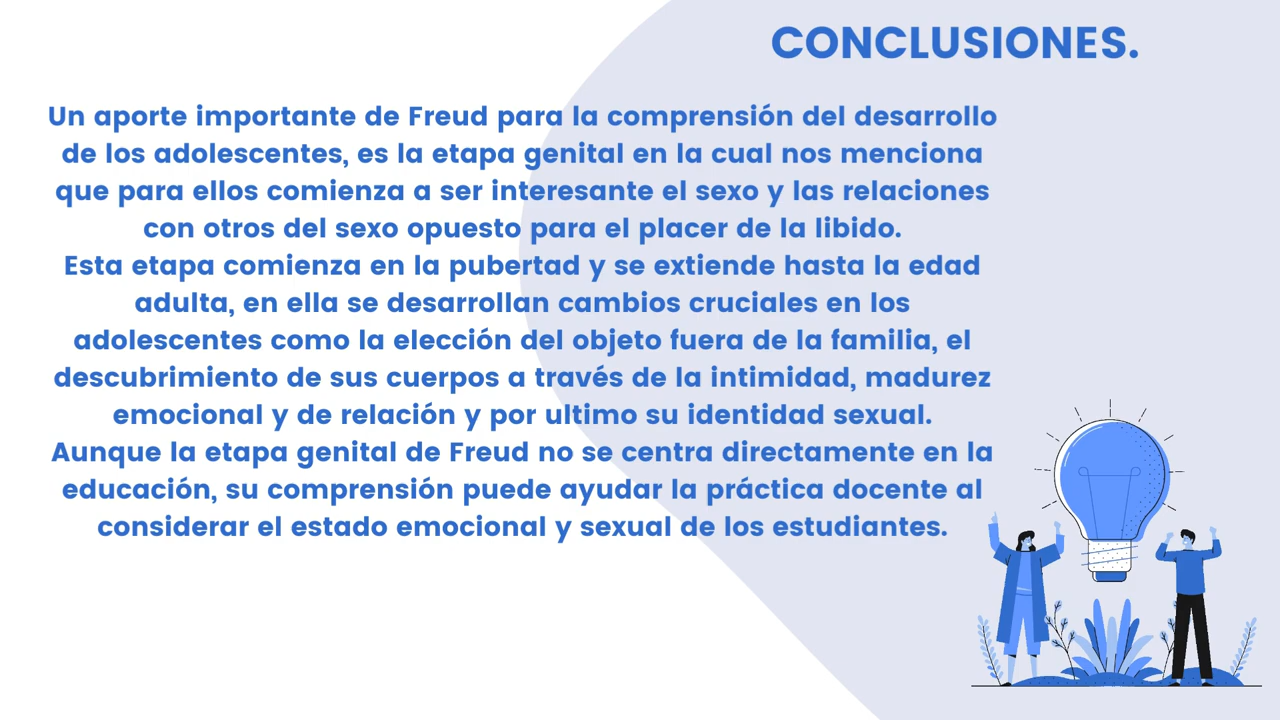 CONCLUSIONES.
Un aporte importante de Freud para la comprensión del desarrollo
de los adolescentes, es la etapa genital en la cual nos menciona
que para ellos comienza a ser interesante el sexo y las relaciones
con otros del sexo opuesto para el placer de la libido.
Esta etapa comienza en la pubertad y se extiende hasta la edad
adulta, en ella se desarrollan cambios cruciales en los
adolescentes como la elección del objeto fuera de la familia, el
descubrimiento de sus cuerpos a través de la intimidad, madurez
emocional y de relación y por ultimo su identidad sexual.
Aunque la etapa genital de Freud no se centra directamente en la
educación, su comprensión puede ayudar la práctica docente al
considerar el estado emocional y sexual de los estudiantes.